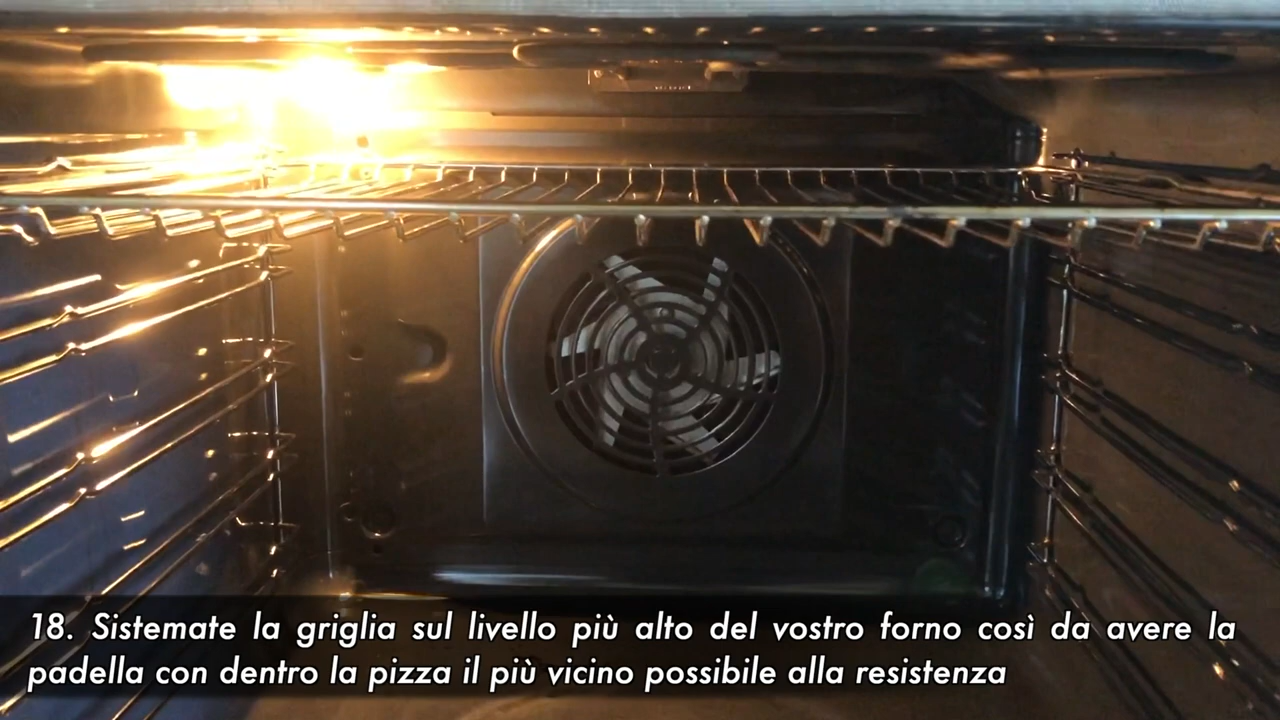 18. Sistemate la griglia sul livello più alto del vostro forno così da avere la
padella con dentro la pizza il più vicino possibile alla resistenza